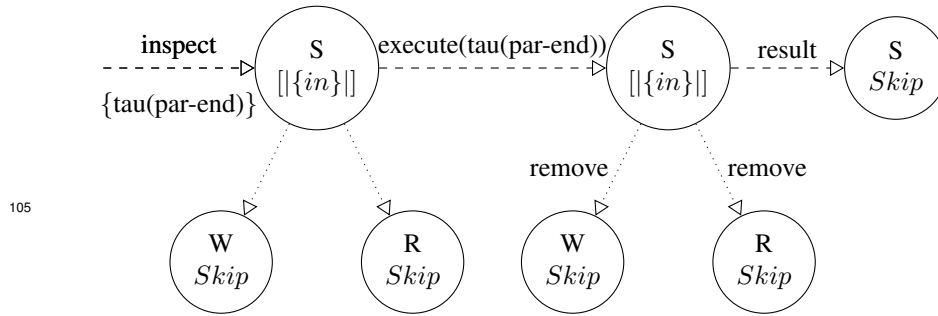 inspect
{tau(par-end)}
S
[|{in}|]
execute(tau(par-end))
S
[|{in}|]
result
S
Skip
remove
remove
105
W
Skip
R
Skip
W
Skip
R
Skip